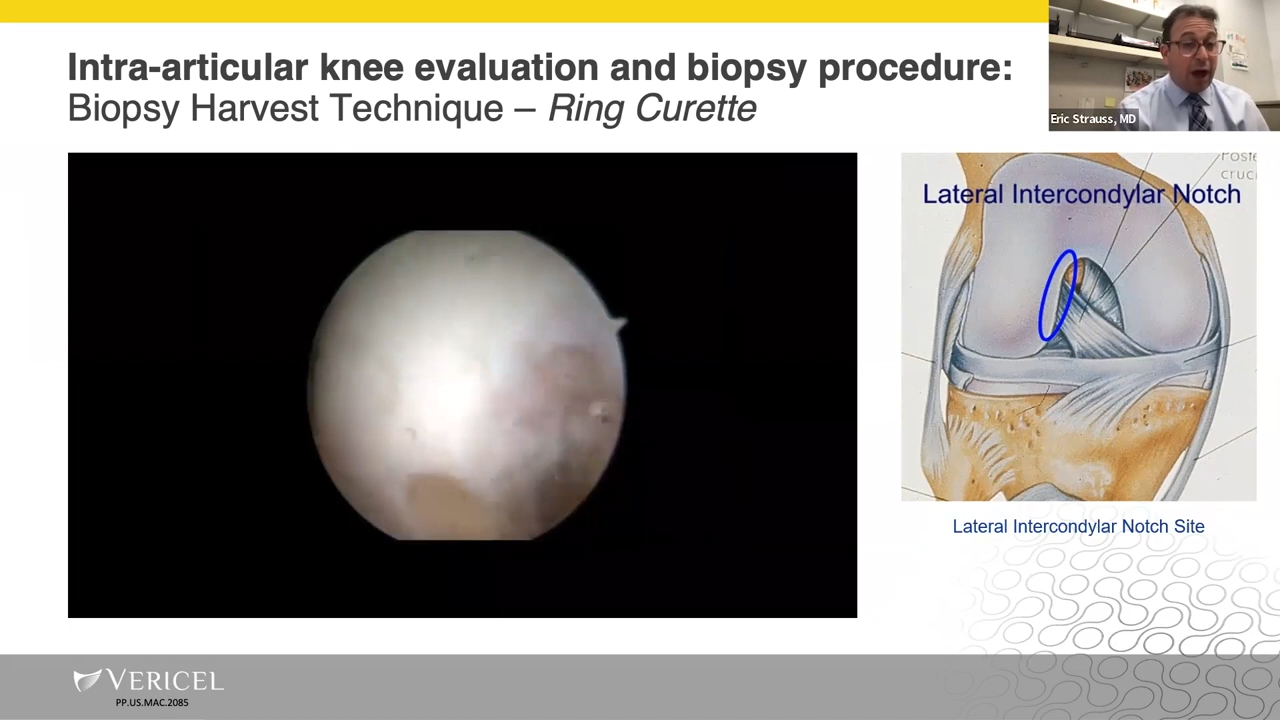 Intra-articular knee evaluation and biopsy procedure:
Biopsy Harvest Technique – Ring Curette
Eric Strauss, MD
Lateral Intercondylar Notch
Lateral Intercondylar Notch Site
VERICEL
PP.US.MAC.2085